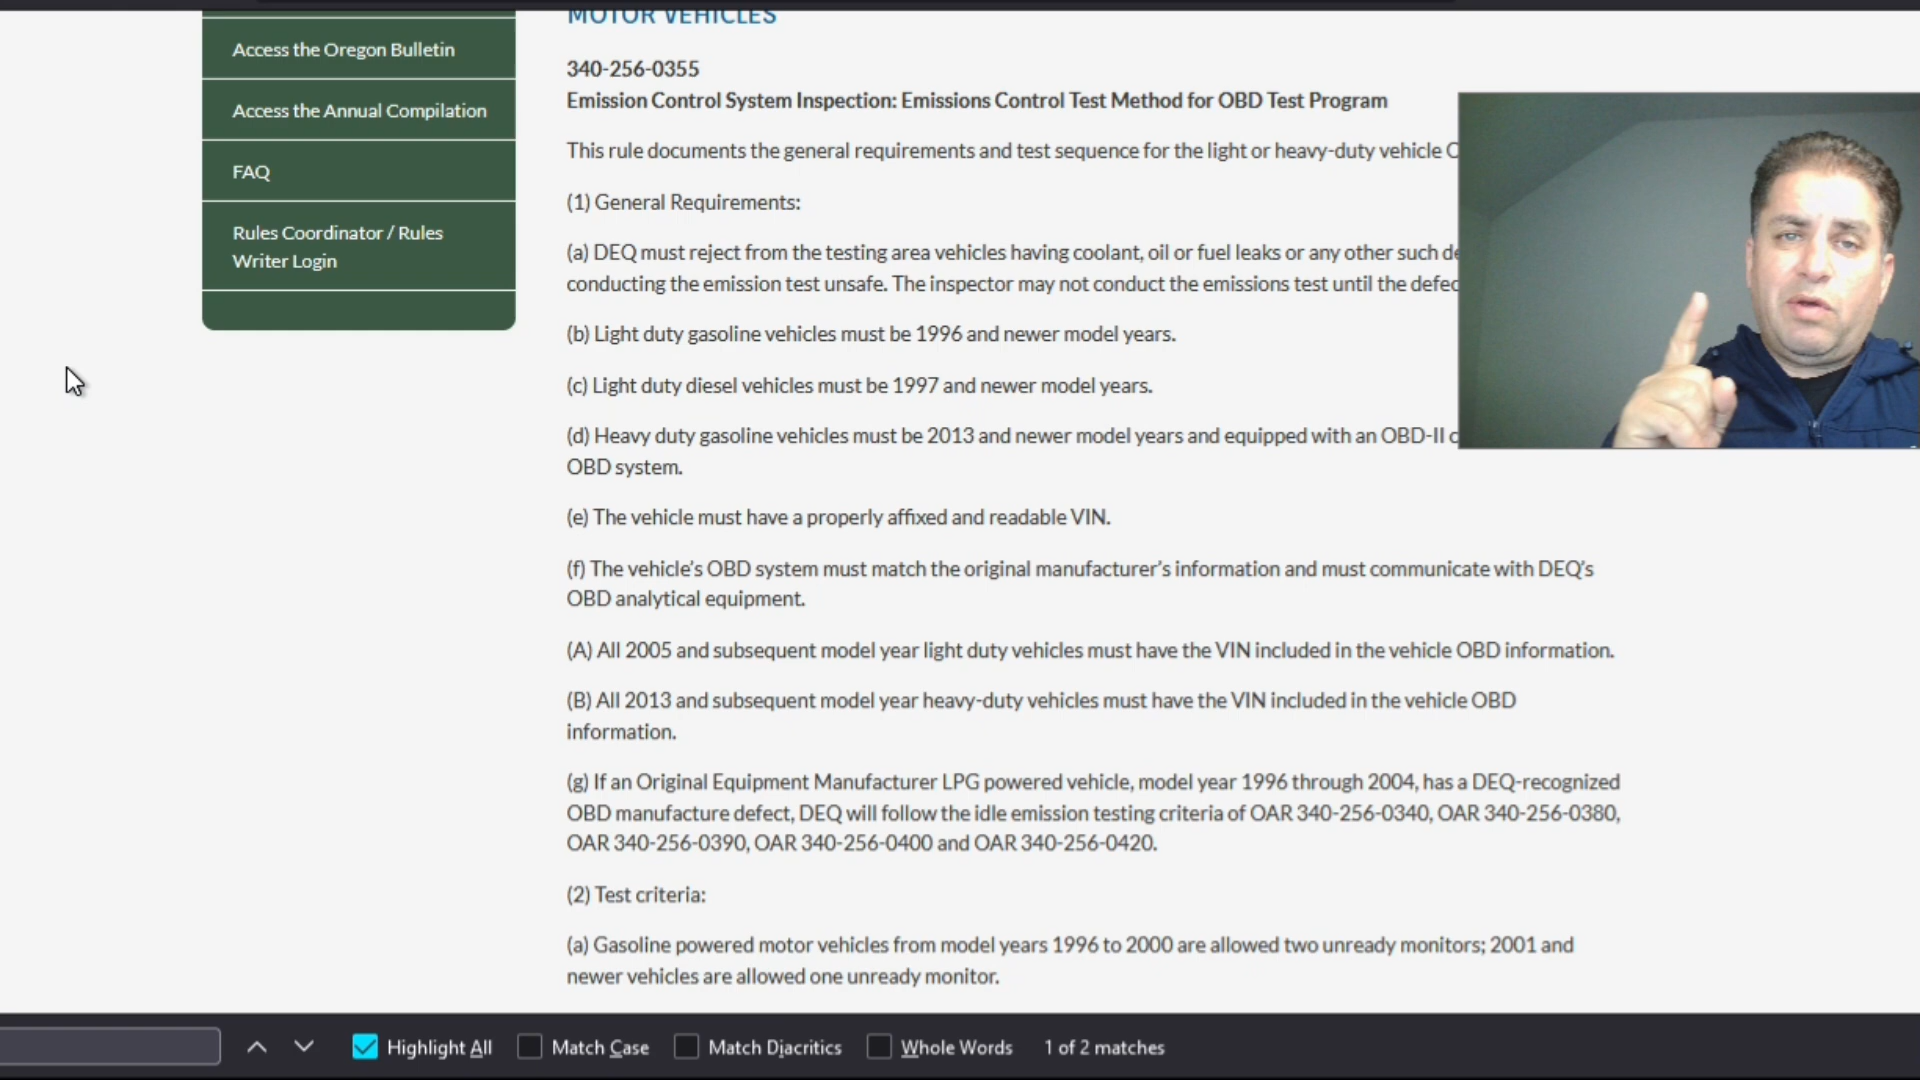 MOTOR VEHICLES
Access the Oregon Bulletin
Access the Annual Compilation
FAQ
Rules Coordinator / Rules
Writer Login
340-256-0355
Emission Control System Inspection: Emissions Control Test Method for OBD Test Program
This rule documents the general requirements and test sequence for the light or heavy-duty vehicle
(1) General Requirements:
(a) DEQ must reject from the testing area vehicles having coolant, oil or fuel leaks or any other such
conducting the emission test unsafe. The inspector may not conduct the emissions test until the
(b) Light duty gasoline vehicles must be 1996 and newer model years.
(c) Light duty diesel vehicles must be 1997 and newer model years.
(d) Heavy duty gasoline vehicles must be 2013 and newer model years and equipped with an OBD-II
OBD system.
(e) The vehicle must have a properly affixed and readable VIN.
(f) The vehicle's OBD system must match the original manufacturer's information and must communicate with DEQ's
OBD analytical equipment.
(A) All 2005 and subsequent model year light duty vehicles must have the VIN included in the vehicle OBD information.
(B) All 2013 and subsequent model year heavy-duty vehicles must have the VIN included in the vehicle OBD
information.
(g) If an Original Equipment Manufacturer LPG powered vehicle, model year 1996 through 2004, has a DEQ-recognized
OBD manufacture defect, DEQ will follow the idle emission testing criteria of OAR 340-256-0340, OAR 340-256-0380,
OAR 340-256-0390, OAR 340-256-0400 and OAR 340-256-0420.
(2) Test criteria:
(a) Gasoline powered motor vehicles from model years 1996 to 2000 are allowed two unready monitors; 2001 and
newer vehicles are allowed one unready monitor.
Highlight All Match Case Match Diacritics Whole Words 1 of 2 matches